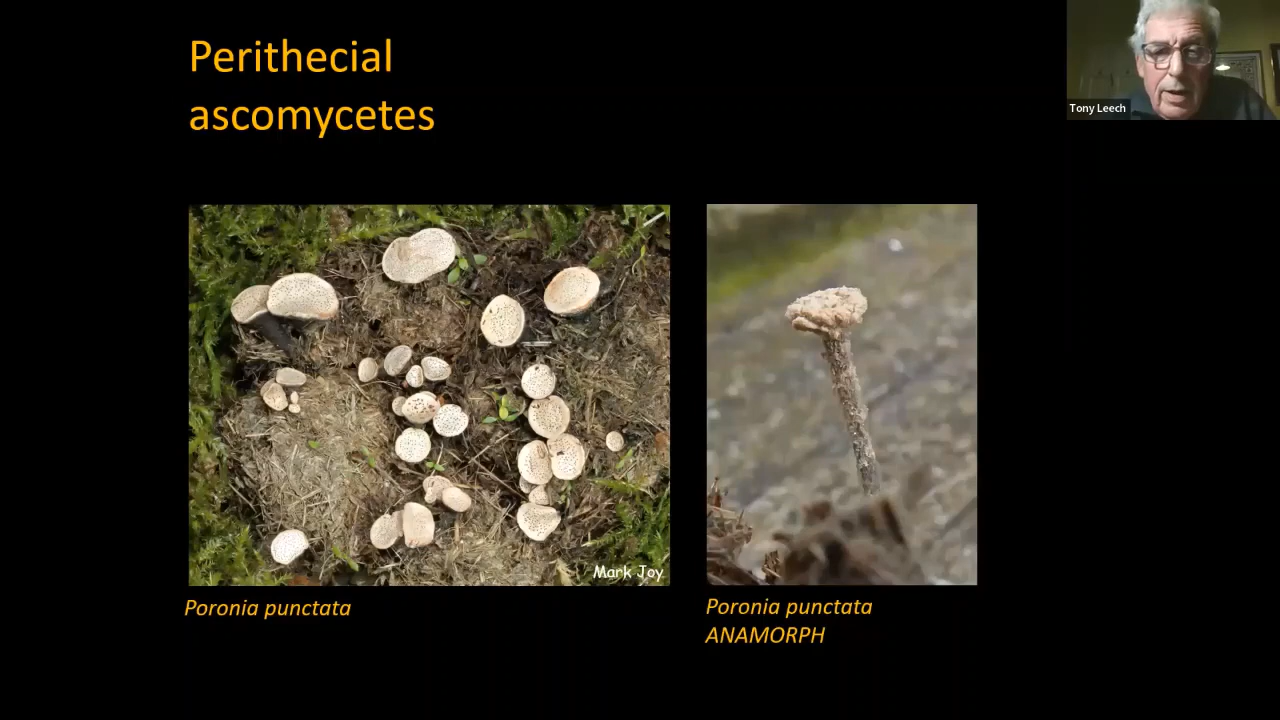 Perithecial
ascomycetes
Tony Leech
Mark Joy
Poronia punctata
Poronia punctata
ANAMORPH